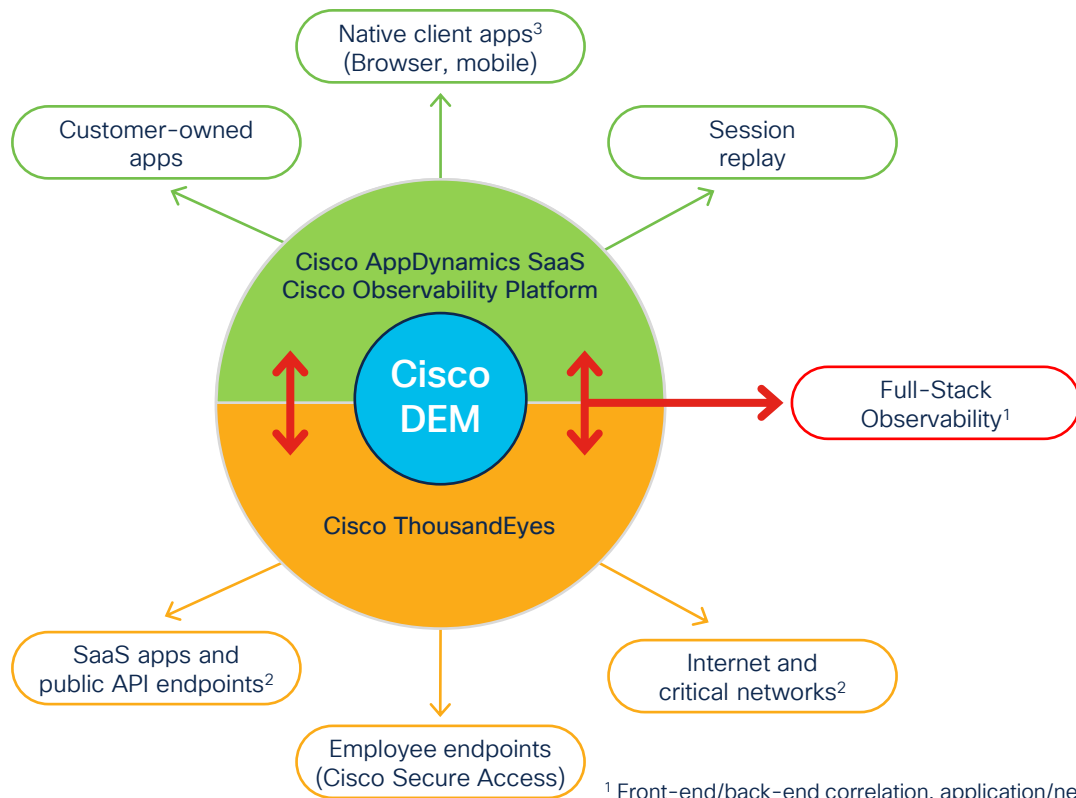 Native client apps³
(Browser, mobile)
Customer-owned
apps
Session
replay
Cisco AppDynamics SaaS
Cisco Observability Platform
Cisco
DEM
Full-Stack
Observability¹
Cisco ThousandEyes
SaaS apps and
public API endpoints²
Internet and
critical networks²
Employee endpoints
(Cisco Secure Access)
¹ Front-end/back-end correlation, application/ne